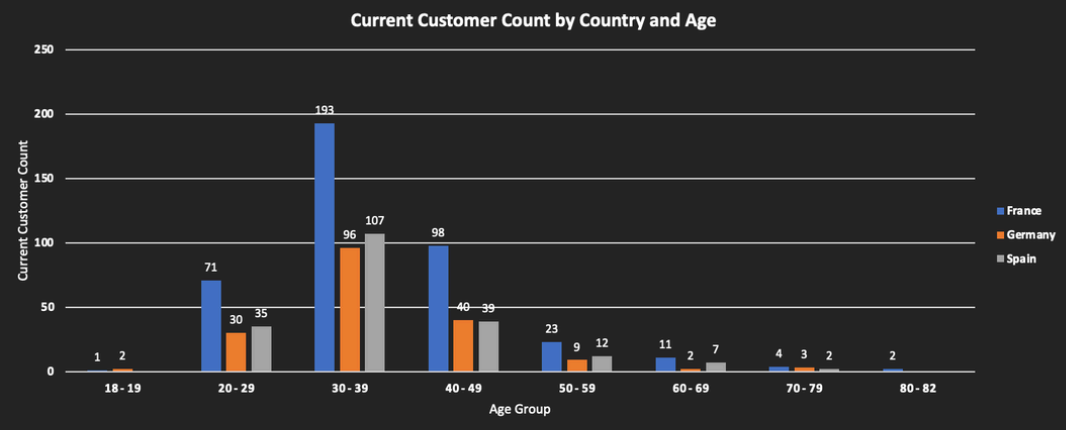 Current Customer Count by Country and Age
250
200
150
100
50
0
Current Customer Count
1 2
71 30 35
193 96 107
98 40 39
23 9 12
11 2 7
4 3 2
2
18 - 19 20 - 29 30 - 39 40 - 49 50 - 59 60 - 69 70 - 79 80 - 82
Age Group
France
Germany
Spain